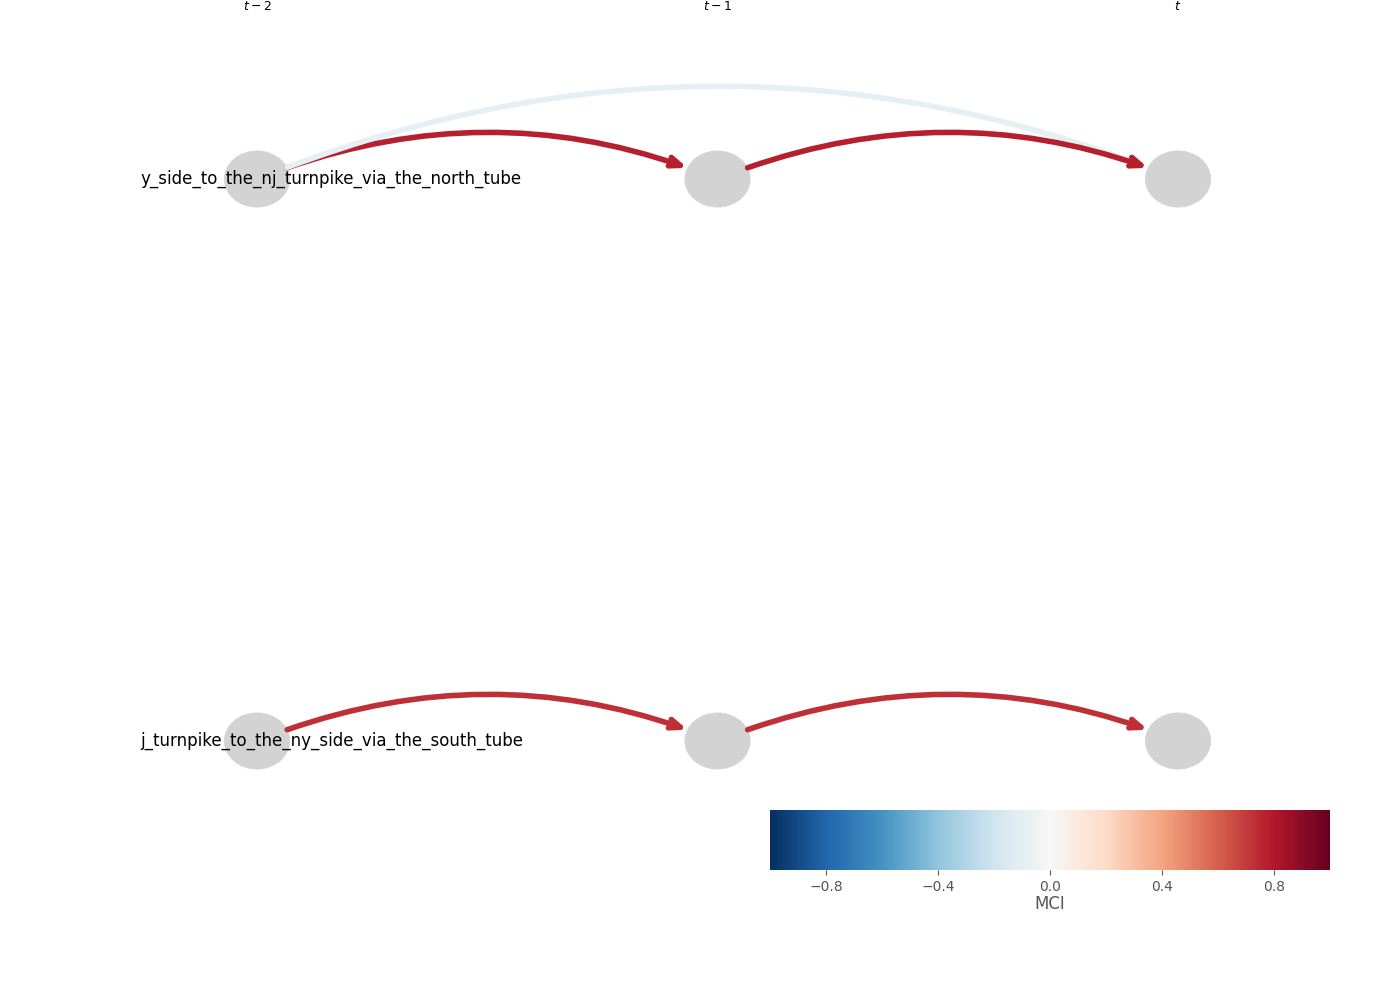 t − 2 t − 1 t
y_side_to_the_nj_turnpike_via_the_north_tube
j_turnpike_to_the_ny_side_via_the_south_tube
−0.8 −0.4 0.0 0.4 0.8
MCI